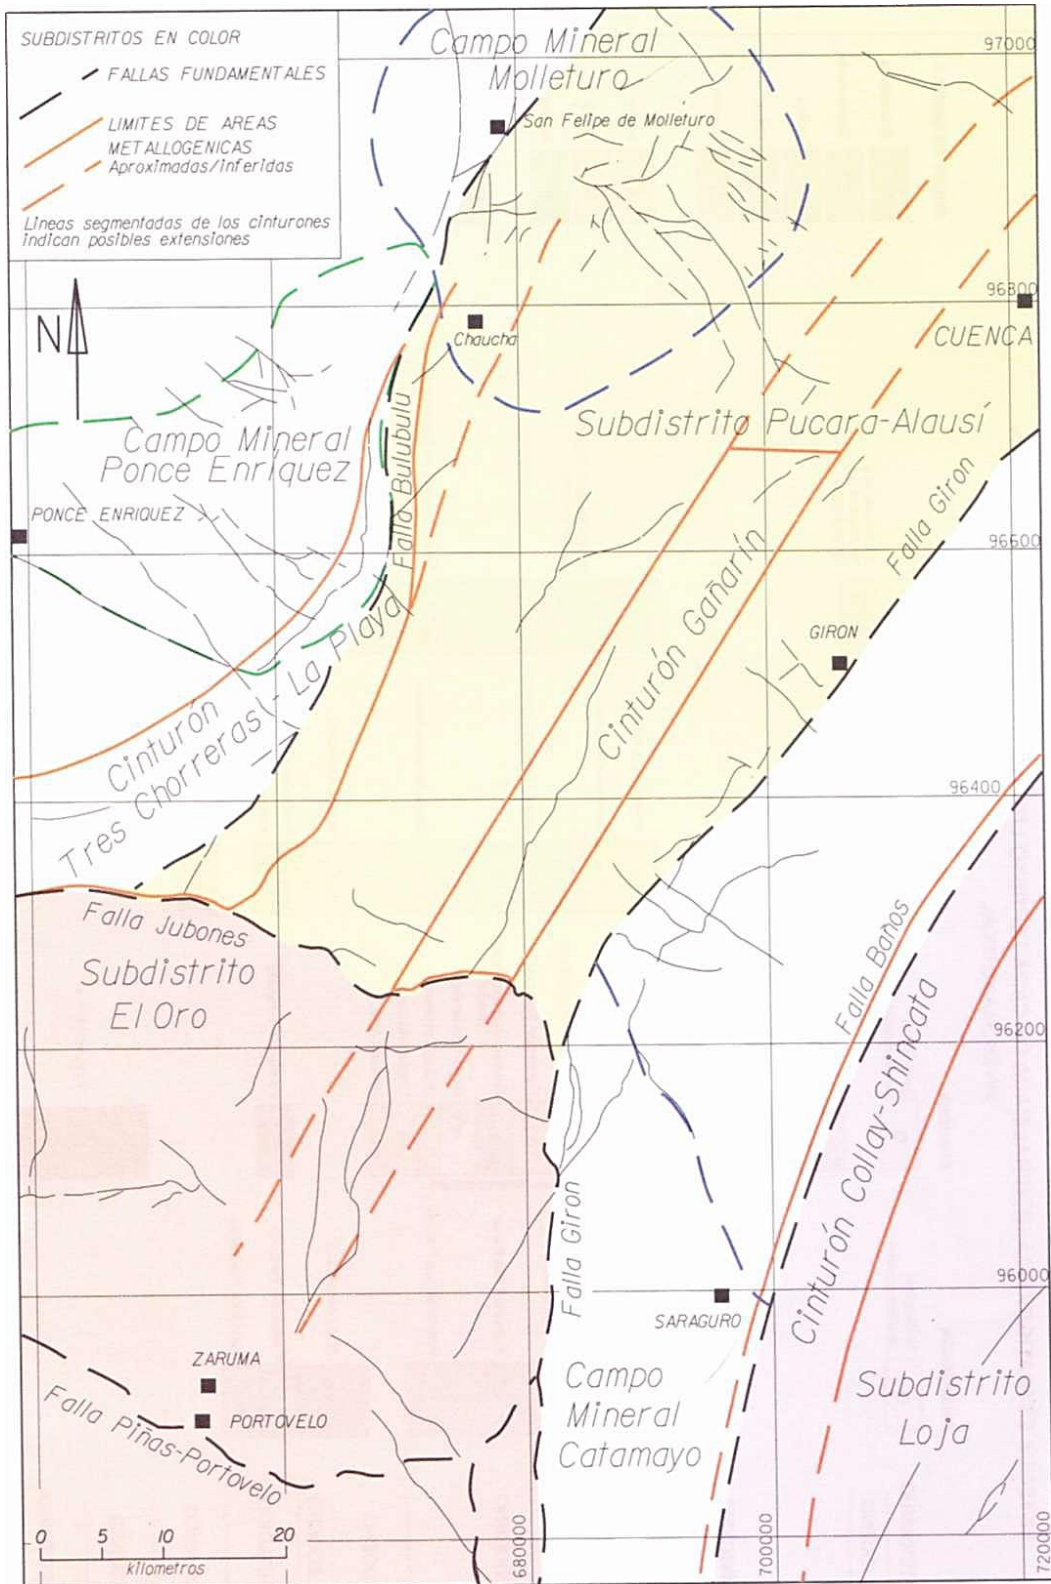 SUBDISTRITOS EN COLOR
FALLAS FUNDAMENTALES
LIMITES DE AREAS
METALLOGENICAS
Aproximadas/inferidas
Lineas segmentadas de los cinturones
indican posibles extensiones
N
Campo Mineral
Molleturo
San Felipe de Molleturo
97000
96800
CUENCA
Chaucha
Subdistrito Pucara-Alausí
Campo Mineral
Ponce Enriquez
PONCE ENRIQUEZ
Falla Bulubulu
Falla Giron
96600
Cinturón Gañarín
GIRON
Cinturón
Tres Chorreras - La Playa
96400
Falla Jubones
Subdistrito
El Oro
Falla Baños
96200
Cinturón Collay-Shincata
Falla Giron
96000
SARAGURO
ZARUMA
PORTOVELO
Falla Piñas-Portovelo
Campo
Mineral
Catamayo
Subdistrito
Loja
0 5 10 20
kilometros
680000
700000
720000